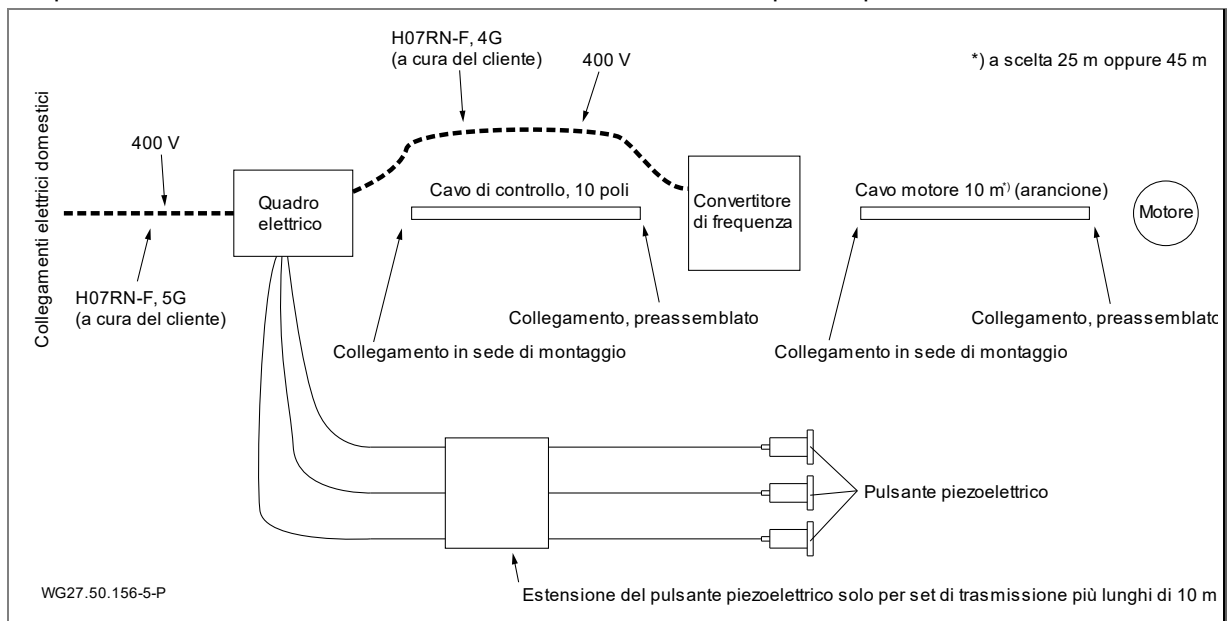 H07RN-F, 4G
(a cura del cliente)
400 V
*) a scelta 25 m oppure 45 m
Collegamenti elettrici domestici
400 V
Quadro
elettrico
Cavo di controllo, 10 poli
Convertitore
di frequenza
Cavo motore 10 m*) (arancione)
Motore
H07RN-F, 5G
(a cura del cliente)
Collegamento, preassemblato
Collegamento, preassemblato
Collegamento in sede di montaggio
Collegamento in sede di montaggio
Pulsante piezoelettrico
WG27.50.156-5-P
Estensione del pulsante piezoelettrico solo per set di trasmissione più lunghi di 10 m